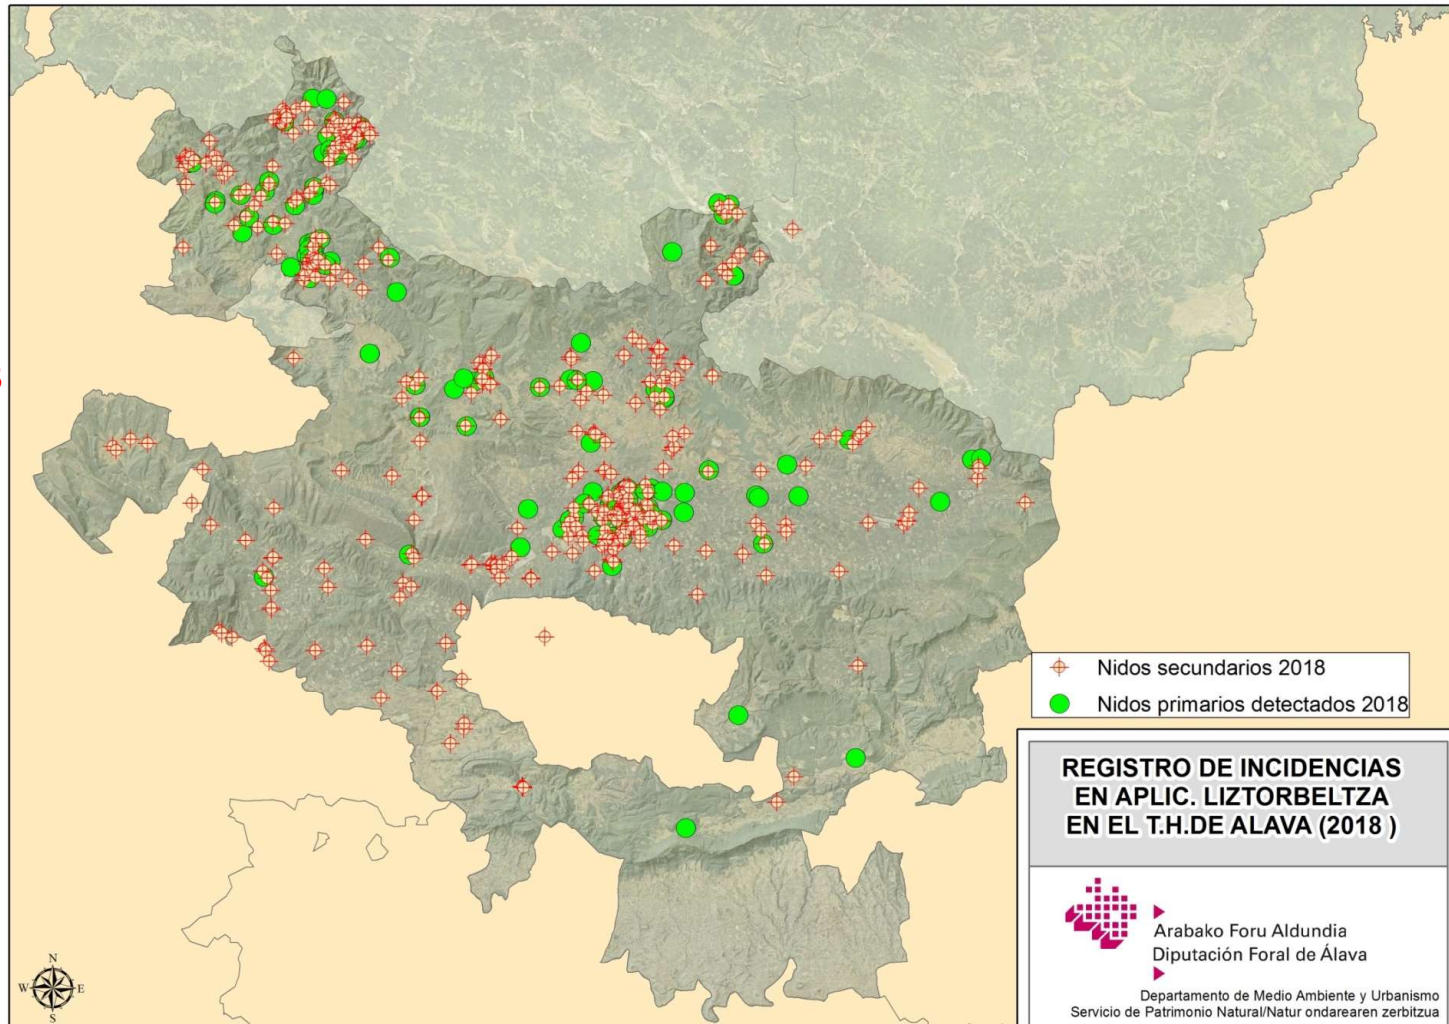 Nidos secundarios 2018
Nidos primarios detectados 2018
REGISTRO DE INCIDENCIAS
EN APLIC. LIZTORBELTZA
EN EL T.H.DE ALAVA (2018 )
Arabako Foru Aldundia
Diputación Foral de Álava
Departamento de Medio Ambiente y Urbanismo
Servicio de Patrimonio Natural/Natur ondarearen zerbitzua
N
W E
S